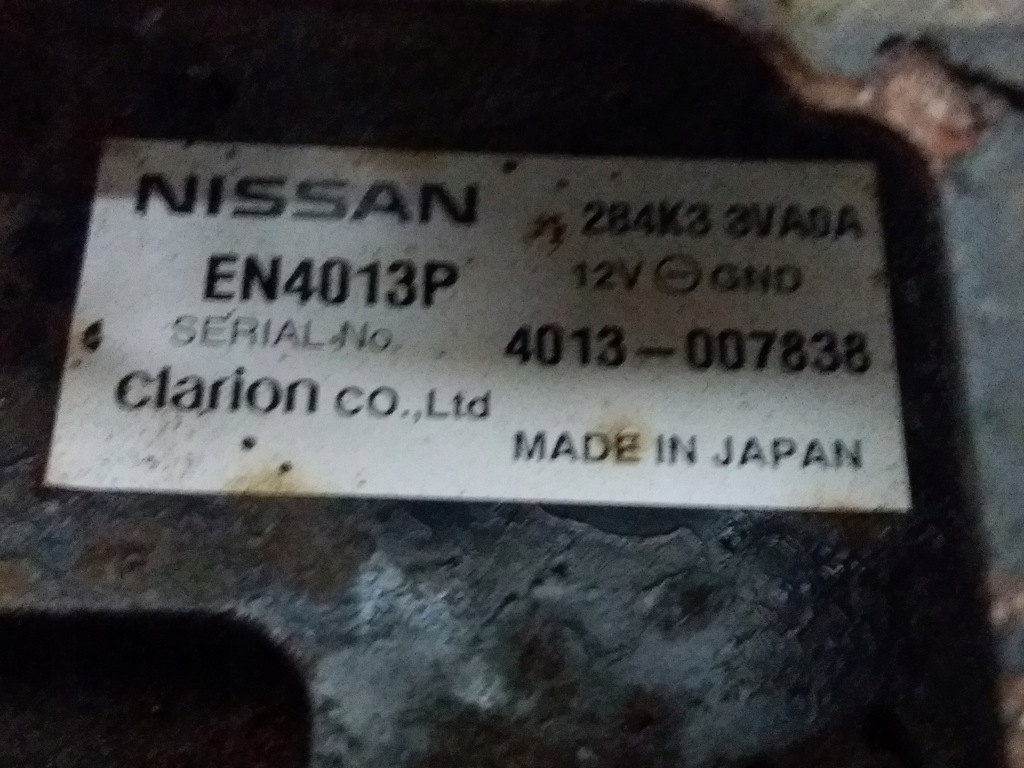 NISSAN 284K3 3VA0A
EN4013P 12V ⊖ GND
SERIAL No. 4013-007838
Clarion CO.,Ltd
MADE IN JAPAN